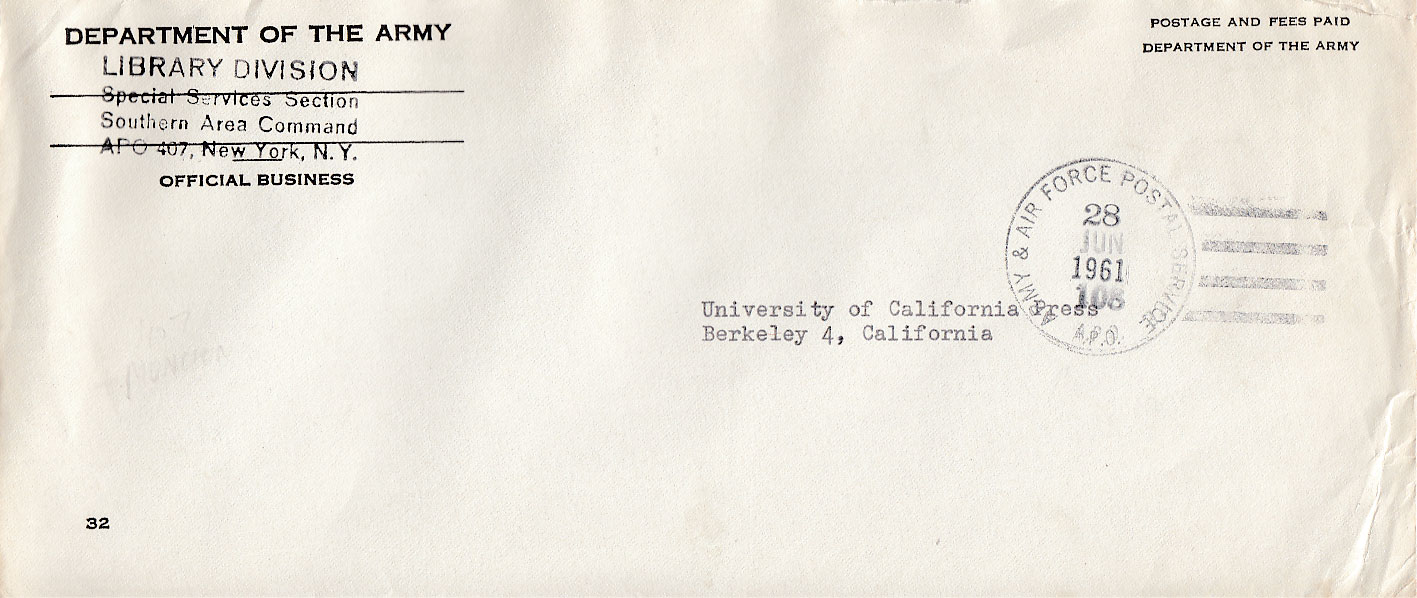 DEPARTMENT OF THE ARMY
LIBRARY DIVISION
Special Services Section
Southern Area Command
APO 407, New York, N.Y.
OFFICIAL BUSINESS
POSTAGE AND FEES PAID
DEPARTMENT OF THE ARMY
ARMY & AIR FORCE POSTAL SERVICE
28
JUN
1961
108
A.P.O.
University of California Press
Berkeley 4, California
32